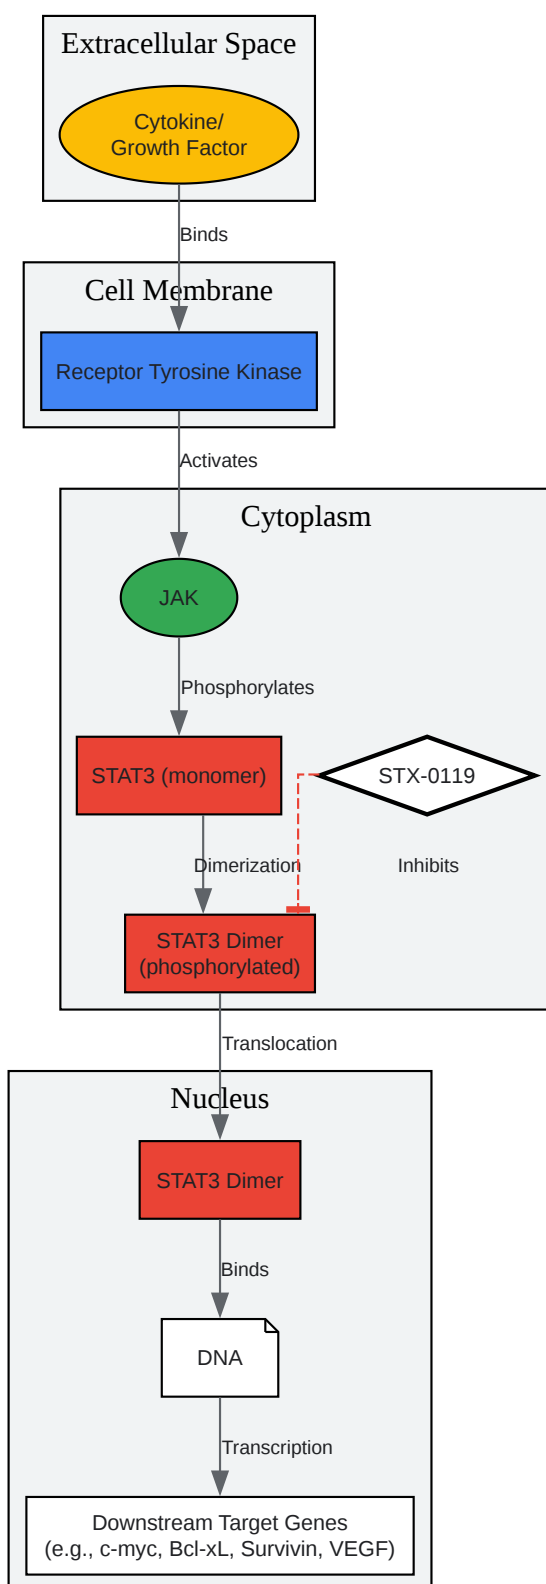 Extracellular Space
Cytokine/
Growth Factor
Binds
Cell Membrane
Receptor Tyrosine Kinase
Activates
Cytoplasm
JAK
Phosphorylates
STAT3 (monomer)
STX-0119
Dimerization
Inhibits
STAT3 Dimer
(phosphorylated)
Translocation
Nucleus
STAT3 Dimer
Binds
DNA
Transcription
Downstream Target Genes
(e.g., c-myc, Bcl-xL, Survivin, VEGF)